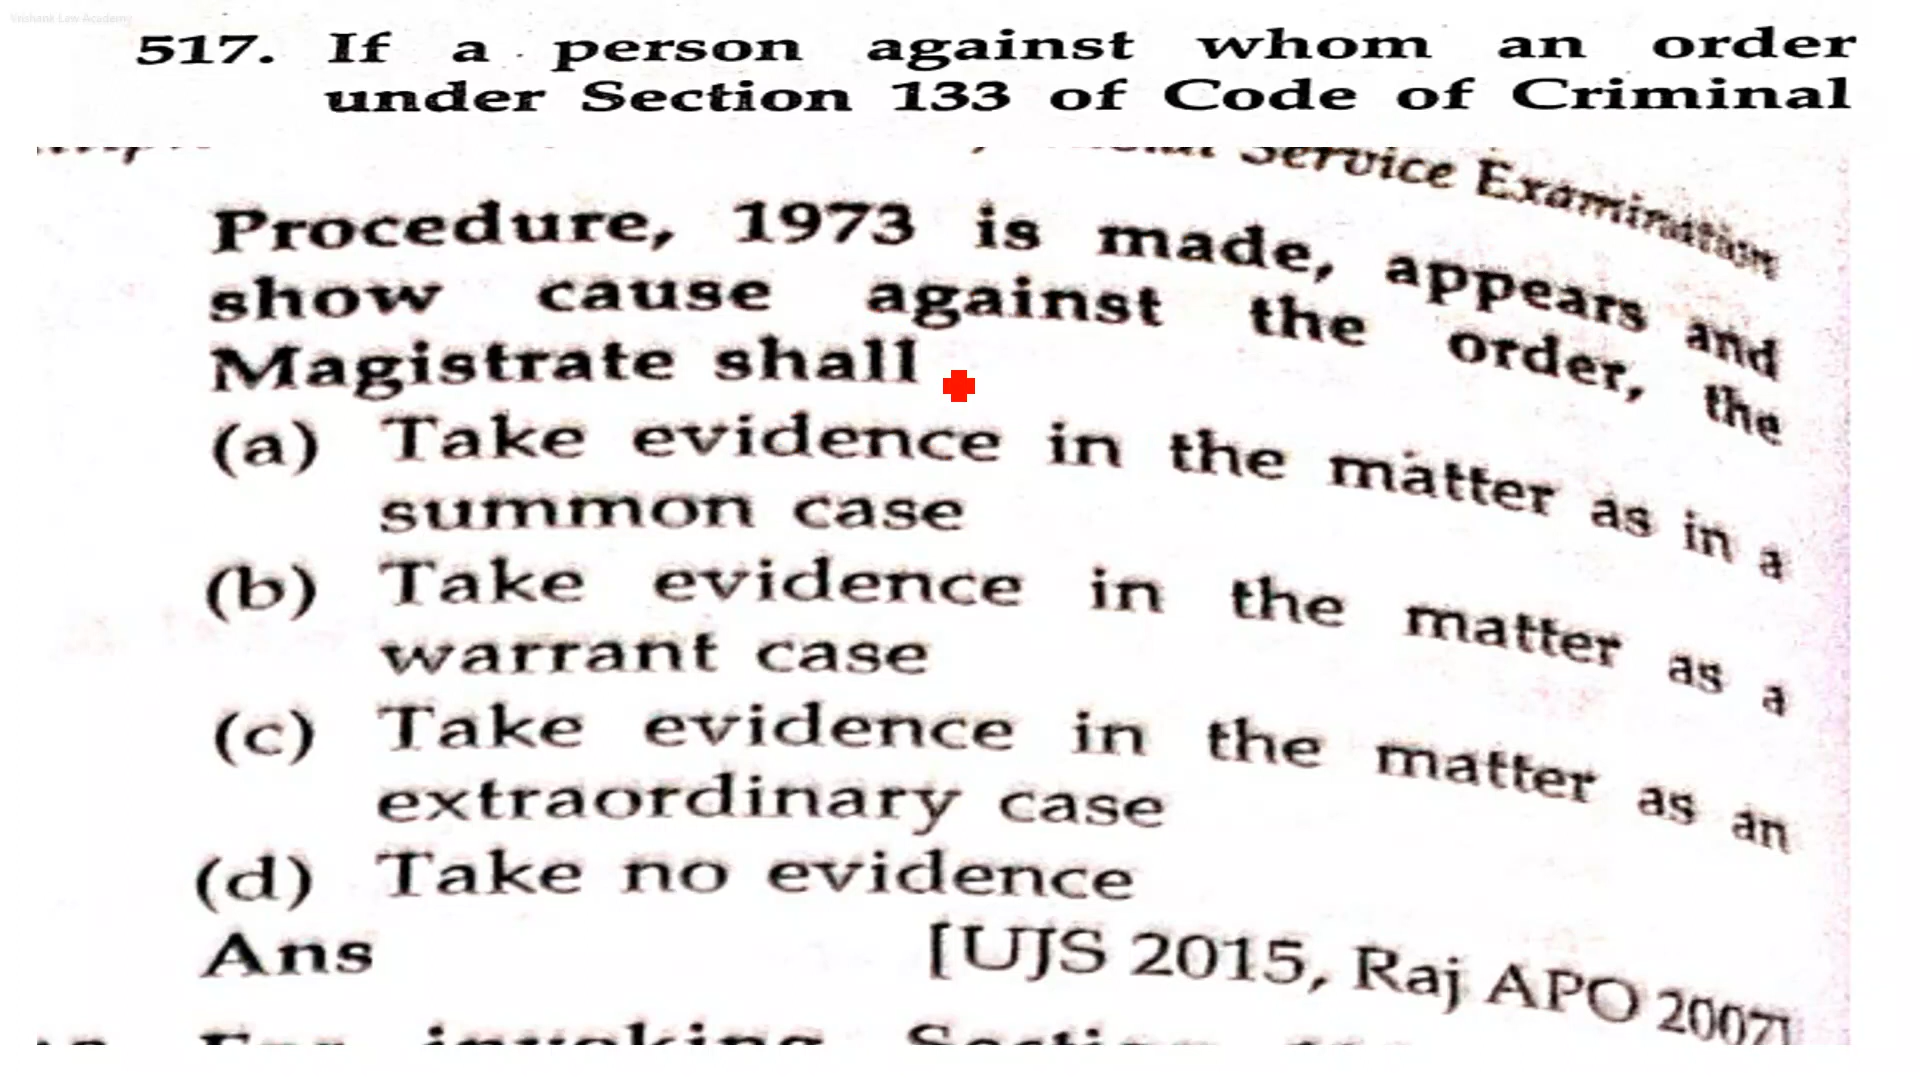 Vrishank Law Academy
517. If a person against whom an order
under Section 133 of Code of Criminal
Service Examination
Procedure, 1973 is made, appears and
show cause against the order, the
Magistrate shall
(a) Take evidence in the matter as in a
summon case
(b) Take evidence in the matter as a
warrant case
(c) Take evidence in the matter as an
extraordinary case
(d) Take no evidence
Ans [UJS 2015, Raj APO 2007]